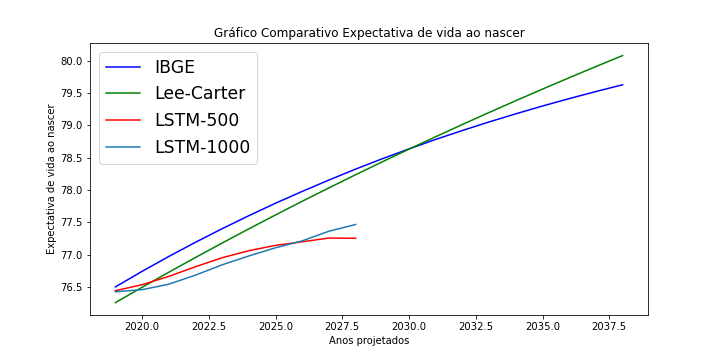 Gráfico Comparativo Expectativa de vida ao nascer
80.0
79.5
79.0
78.5
78.0
77.5
77.0
76.5
Expectativa de vida ao nascer
IBGE
Lee-Carter
LSTM-500
LSTM-1000
2020.0 2022.5 2025.0 2027.5 2030.0 2032.5 2035.0 2037.5
Anos projetados